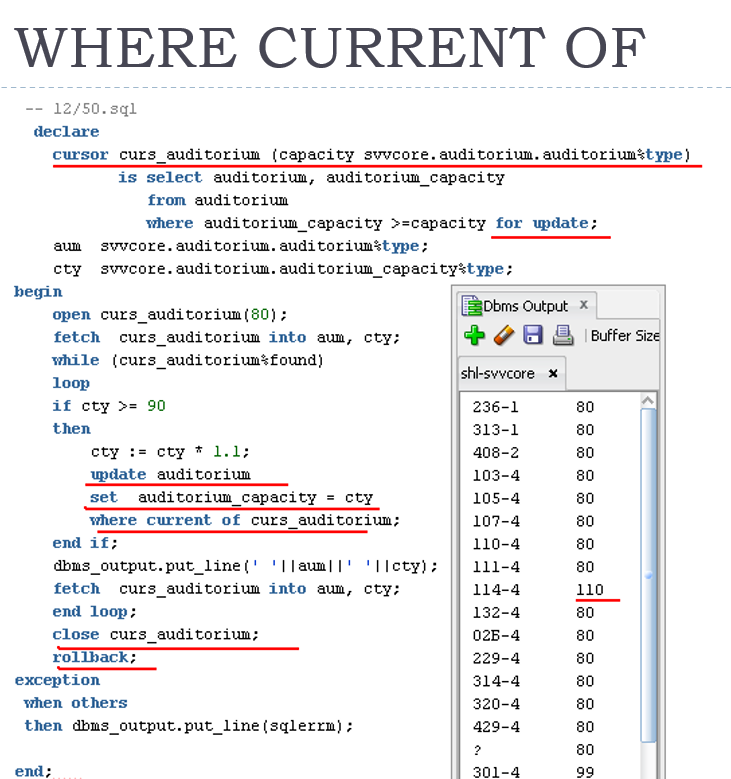 WHERE CURRENT OF
-- 12/50.sql
declare
cursor curs_auditorium (capacity svvcore.auditorium.auditorium%type)
is select auditorium, auditorium_capacity
from auditorium
where auditorium_capacity >=capacity for update;
aum svvcore.auditorium.auditorium%type;
cty svvcore.auditorium.auditorium_capacity%type;
begin
open curs_auditorium(80);
fetch curs_auditorium into aum, cty;
while (curs_auditorium%found)
loop
if cty >= 90
then
cty := cty * 1.1;
update auditorium
set auditorium_capacity = cty
where current of curs_auditorium;
end if;
dbms_output.put_line(' '||aum||' '||cty);
fetch curs_auditorium into aum, cty;
end loop;
close curs_auditorium;
rollback;
exception
when others
then dbms_output.put_line(sqlerrm);
end;
Dbms Output x
Buffer Size
shl-svvcore x
236-1 80
313-1 80
408-2 80
103-4 80
105-4 80
107-4 80
110-4 80
111-4 80
114-4 110
132-4 80
02Б-4 80
229-4 80
314-4 80
320-4 80
429-4 80
? 80
301-4 99